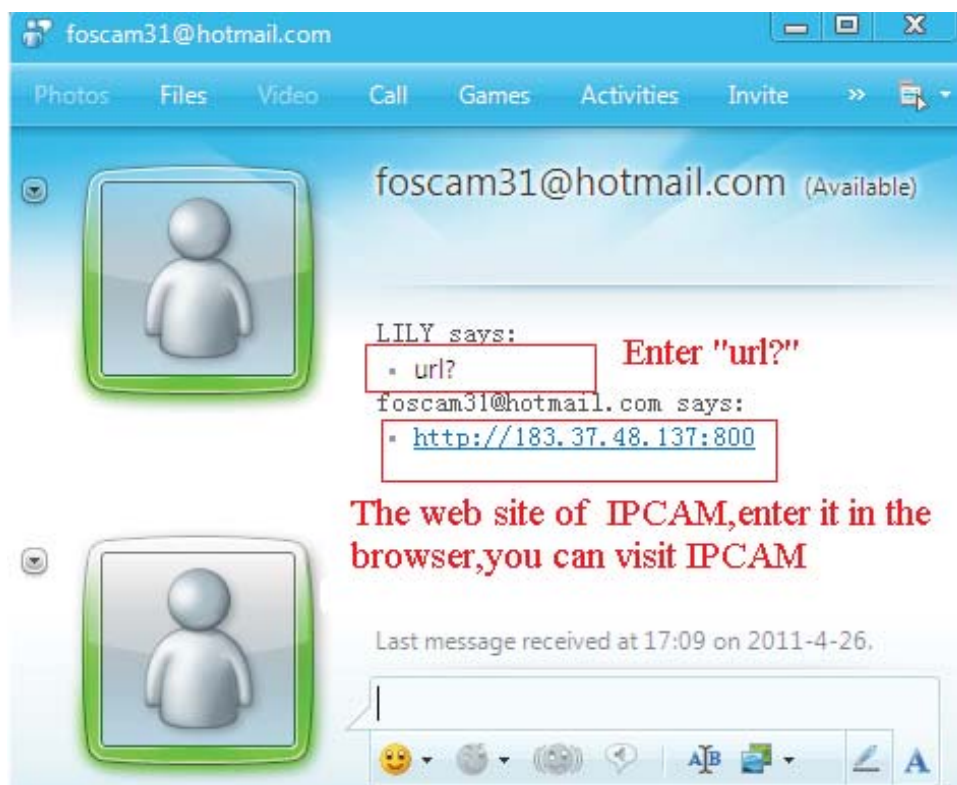 foscam31@hotmail.com
Photos Files Video Call Games Activities Invite »
foscam31@hotmail.com (Available)
LILY says:
url?
Enter "url?"
foscam31@hotmail.com says:
http://183.37.48.137:800
The web site of IPCAM,enter it in the
browser,you can visit IPCAM
Last message received at 17:09 on 2011-4-26.
AB A